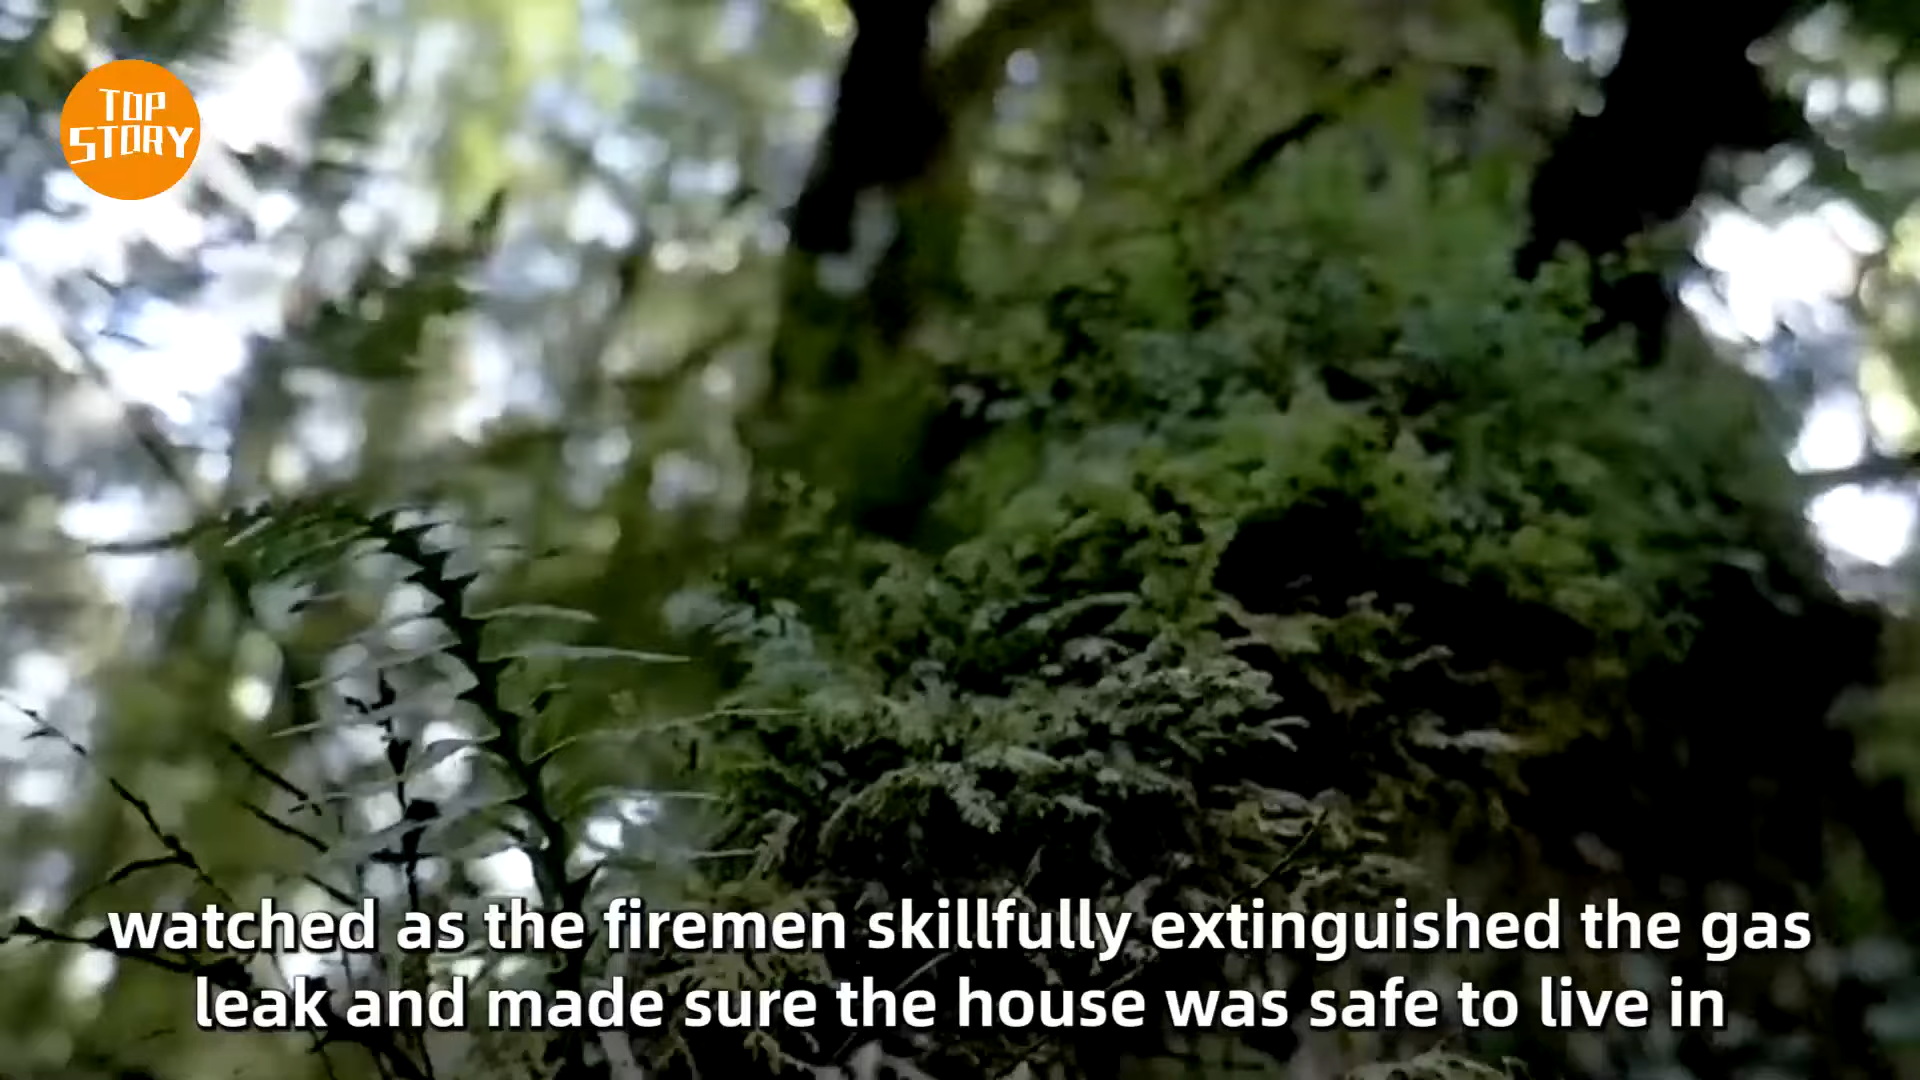 TOP
STORY
watched as the firemen skillfully extinguished the gas
leak and made sure the house was safe to live in